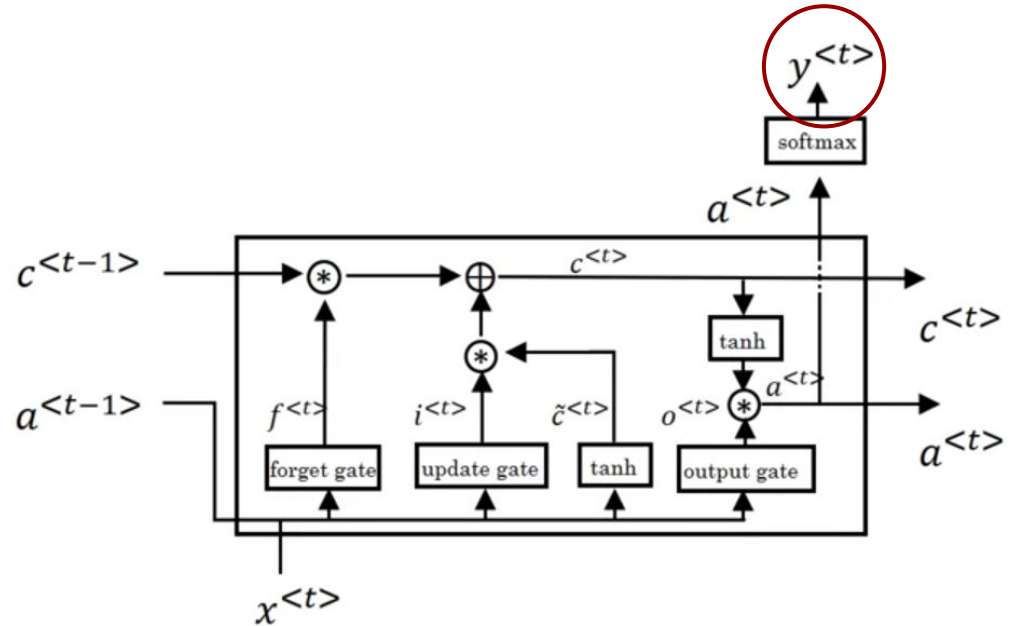 y<t>
softmax
a<t>
c<t-1>
c<t>
*
⊕
c<t>
tanh
*
a<t-1>
f<t>
i<t>
c̃<t>
o<t>
*
a<t>
a<t>
forget gate
update gate
tanh
output gate
x<t>